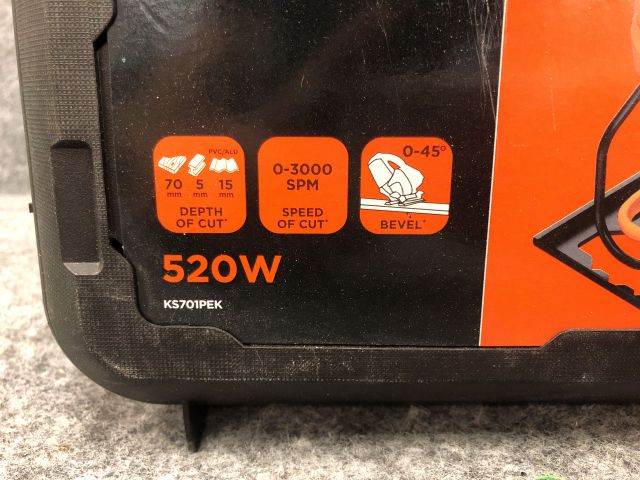 PVC/ALU
70 5 15
mm mm mm
DEPTH
OF CUT*
0-3000
SPM
SPEED
OF CUT*
0-45°
BEVEL*
520W
KS701PEK